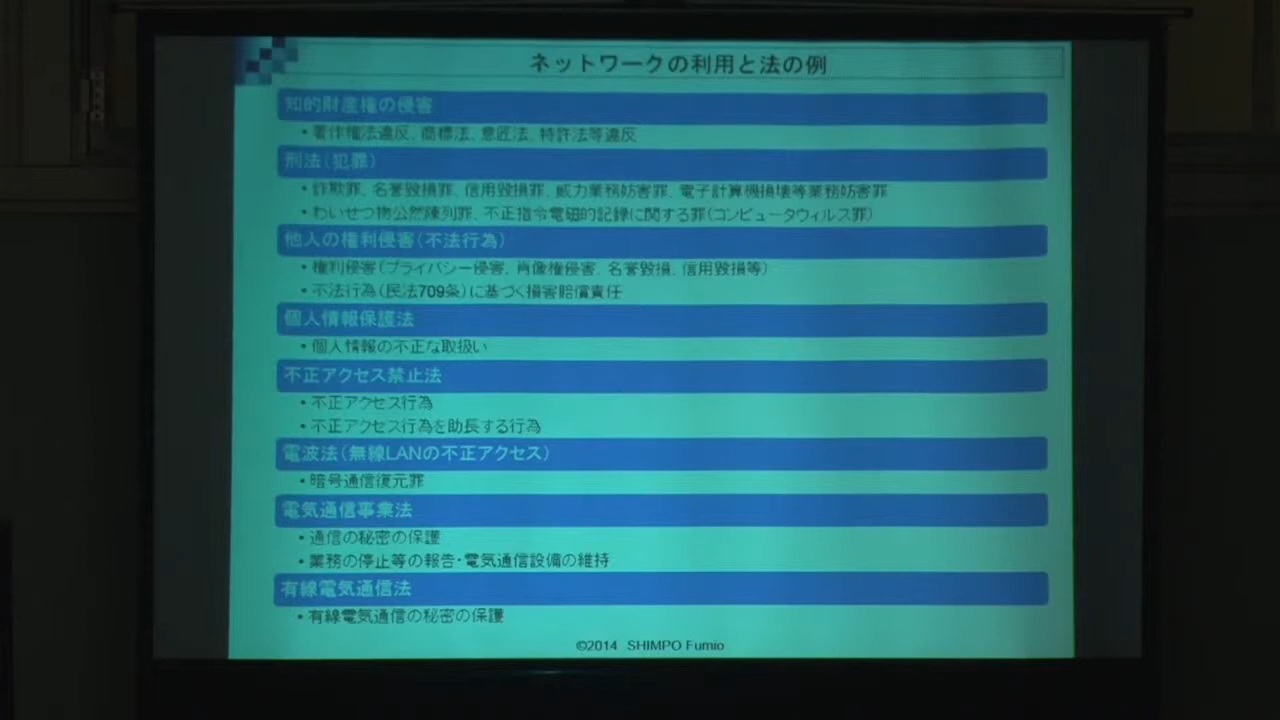 ネットワークの利用と法の例
知的財産権の侵害
・著作権法違反、商標法、意匠法、特許法等違反
刑法(犯罪)
・詐欺罪、名誉毀損罪、信用毀損罪、威力業務妨害罪、電子計算機損壊等業務妨害罪
・わいせつ物公然陳列罪、不正指令電磁的記録に関する罪(コンピュータウィルス罪)
他人の権利侵害(不法行為)
・権利侵害(プライバシー侵害、肖像権侵害、名誉毀損、信用毀損等)
・不法行為(民法709条)に基づく損害賠償責任
個人情報保護法
・個人情報の不正な取扱い
不正アクセス禁止法
・不正アクセス行為
・不正アクセス行為を助長する行為
電波法(無線LANの不正アクセス)
・暗号通信復元罪
電気通信事業法
・通信の秘密の保護
・業務の停止等の報告・電気通信設備の維持
有線電気通信法
・有線電気通信の秘密の保護
©2014 SHIMPO Fumio